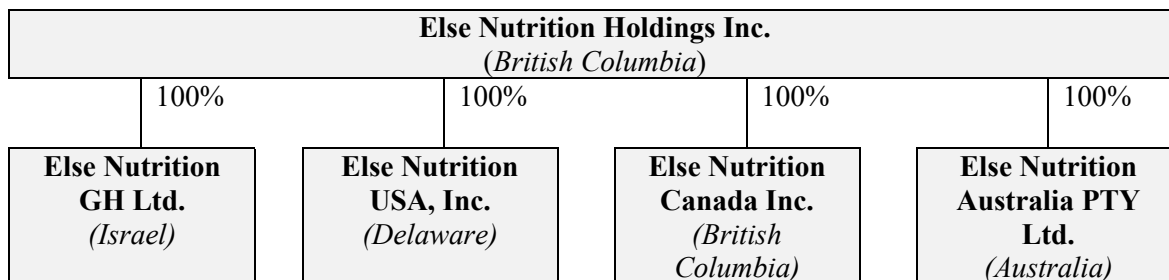 Else Nutrition Holdings Inc.
(British Columbia)
100%
100%
100%
100%
Else Nutrition
GH Ltd.
(Israel)
Else Nutrition
USA, Inc.
(Delaware)
Else Nutrition
Canada Inc.
(British
Columbia)
Else Nutrition
Australia PTY
Ltd.
(Australia)